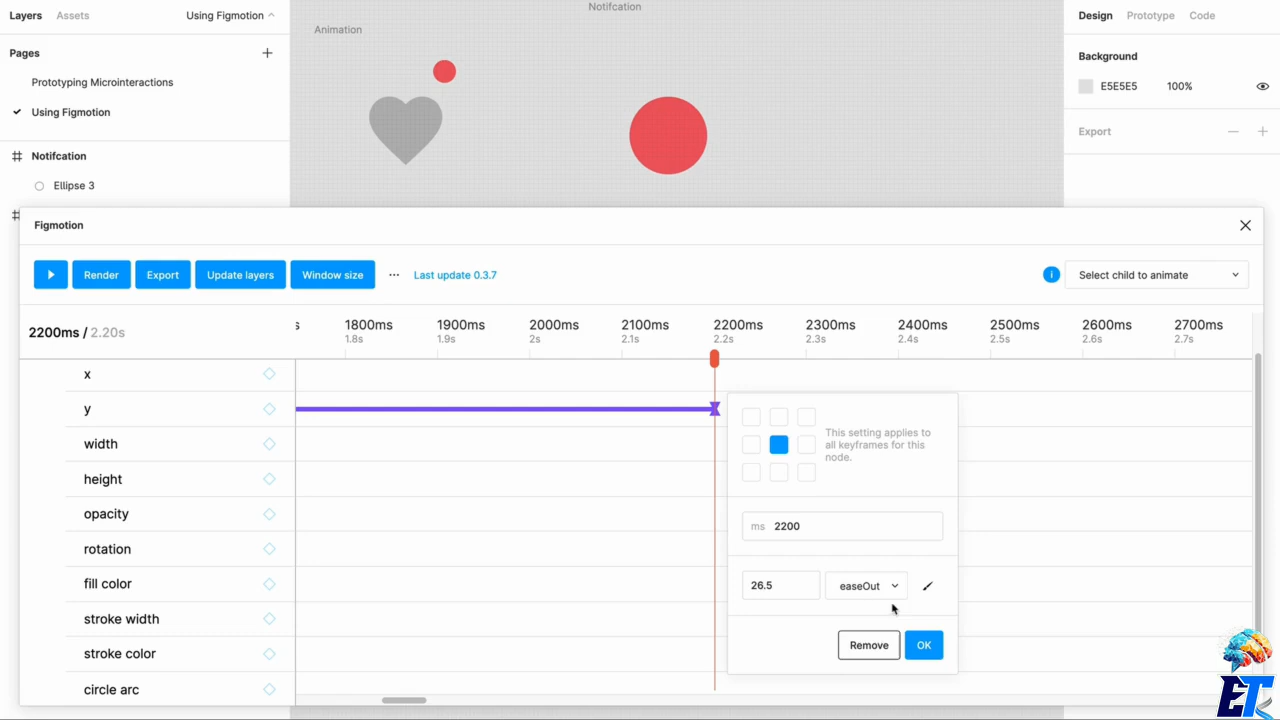 Layers
Assets
Using Figmotion
Notifcation
Design
Prototype
Code
Animation
Pages
Background
Prototyping Microinteractions
E5E5E5
100%
Using Figmotion
Export
Notifcation
Ellipse 3
Figmotion
Render
Export
Update layers
Window size
Last update 0.3.7
i
Select child to animate
2200ms / 2.20s
s
1800ms
1900ms
2000ms
2100ms
2200ms
2300ms
2400ms
2500ms
2600ms
2700ms
1.8s
1.9s
2s
2.1s
2.2s
2.3s
2.4s
2.5s
2.6s
2.7s
x
y
width
height
opacity
rotation
fill color
stroke width
stroke color
circle arc
This setting applies to
all keyframes for this
node.
ms 2200
26.5
easeOut
Remove
OK
ET